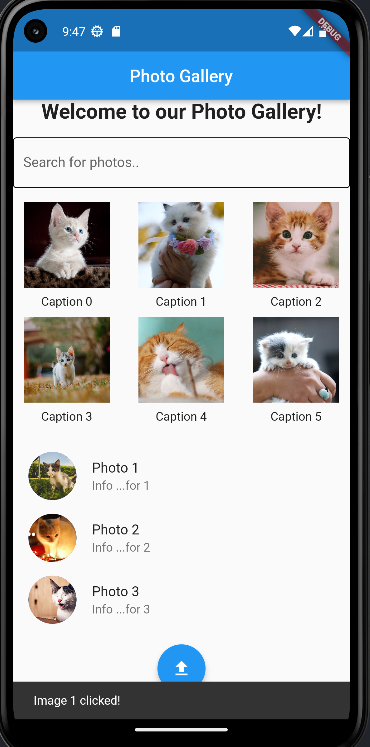 9:47
DEBUG
Photo Gallery
Welcome to our Photo Gallery!
Search for photos..
Caption 0
Caption 1
Caption 2
Caption 3
Caption 4
Caption 5
Photo 1
Info ...for 1
Photo 2
Info ...for 2
Photo 3
Info ...for 3
Image 1 clicked!